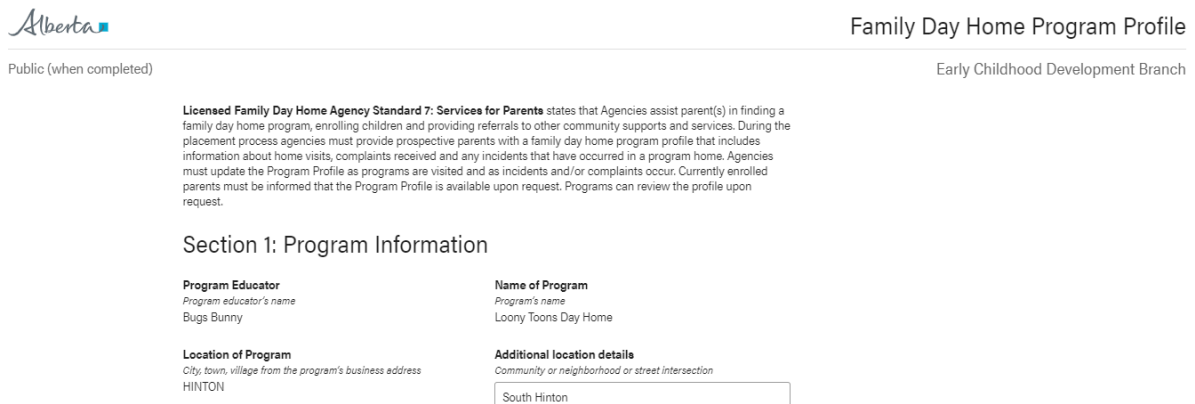 Alberta
Family Day Home Program Profile
Public (when completed)
Early Childhood Development Branch
Licensed Family Day Home Agency Standard 7: Services for Parents states that Agencies assist parent(s) in finding a
family day home program, enrolling children and providing referrals to other community supports and services. During the
placement process agencies must provide prospective parents with a family day home program profile that includes
information about home visits, complaints received and any incidents that have occurred in a program home. Agencies
must update the Program Profile as programs are visited and as incidents and/or complaints occur. Currently enrolled
parents must be informed that the Program Profile is available upon request. Programs can review the profile upon
request.
Section 1: Program Information
Program Educator
Program educator's name
Bugs Bunny
Name of Program
Program's name
Loony Toons Day Home
Location of Program
City, town, village from the program's business address
HINTON
Additional location details
Community or neighborhood or street intersection
South Hinton